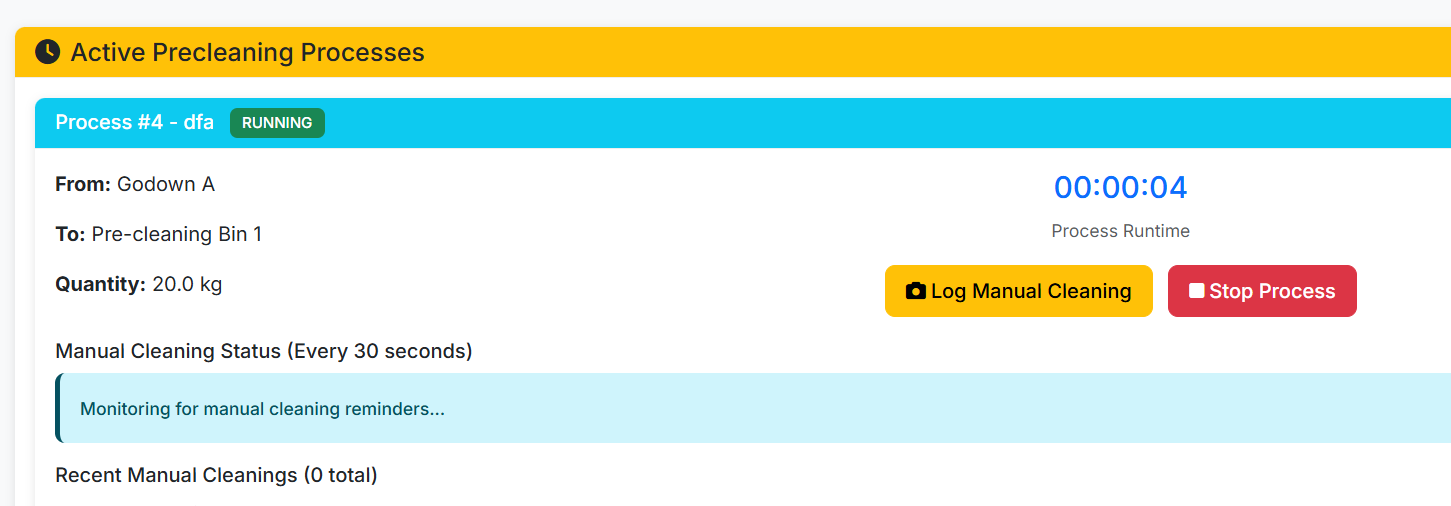 Active Precleaning Processes
Process #4 - dfa RUNNING
From: Godown A
To: Pre-cleaning Bin 1
Quantity: 20.0 kg
00:00:04
Process Runtime
Log Manual Cleaning
Stop Process
Manual Cleaning Status (Every 30 seconds)
Monitoring for manual cleaning reminders...
Recent Manual Cleanings (0 total)